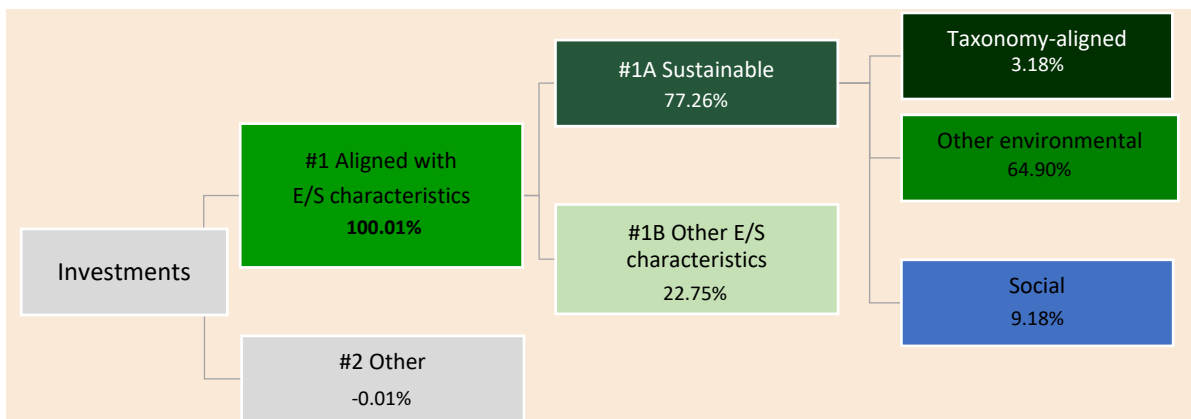 Investments
#1 Aligned with
E/S characteristics
100.01%
#2 Other
-0.01%
#1A Sustainable
77.26%
#1B Other E/S
characteristics
22.75%
Taxonomy-aligned
3.18%
Other environmental
64.90%
Social
9.18%